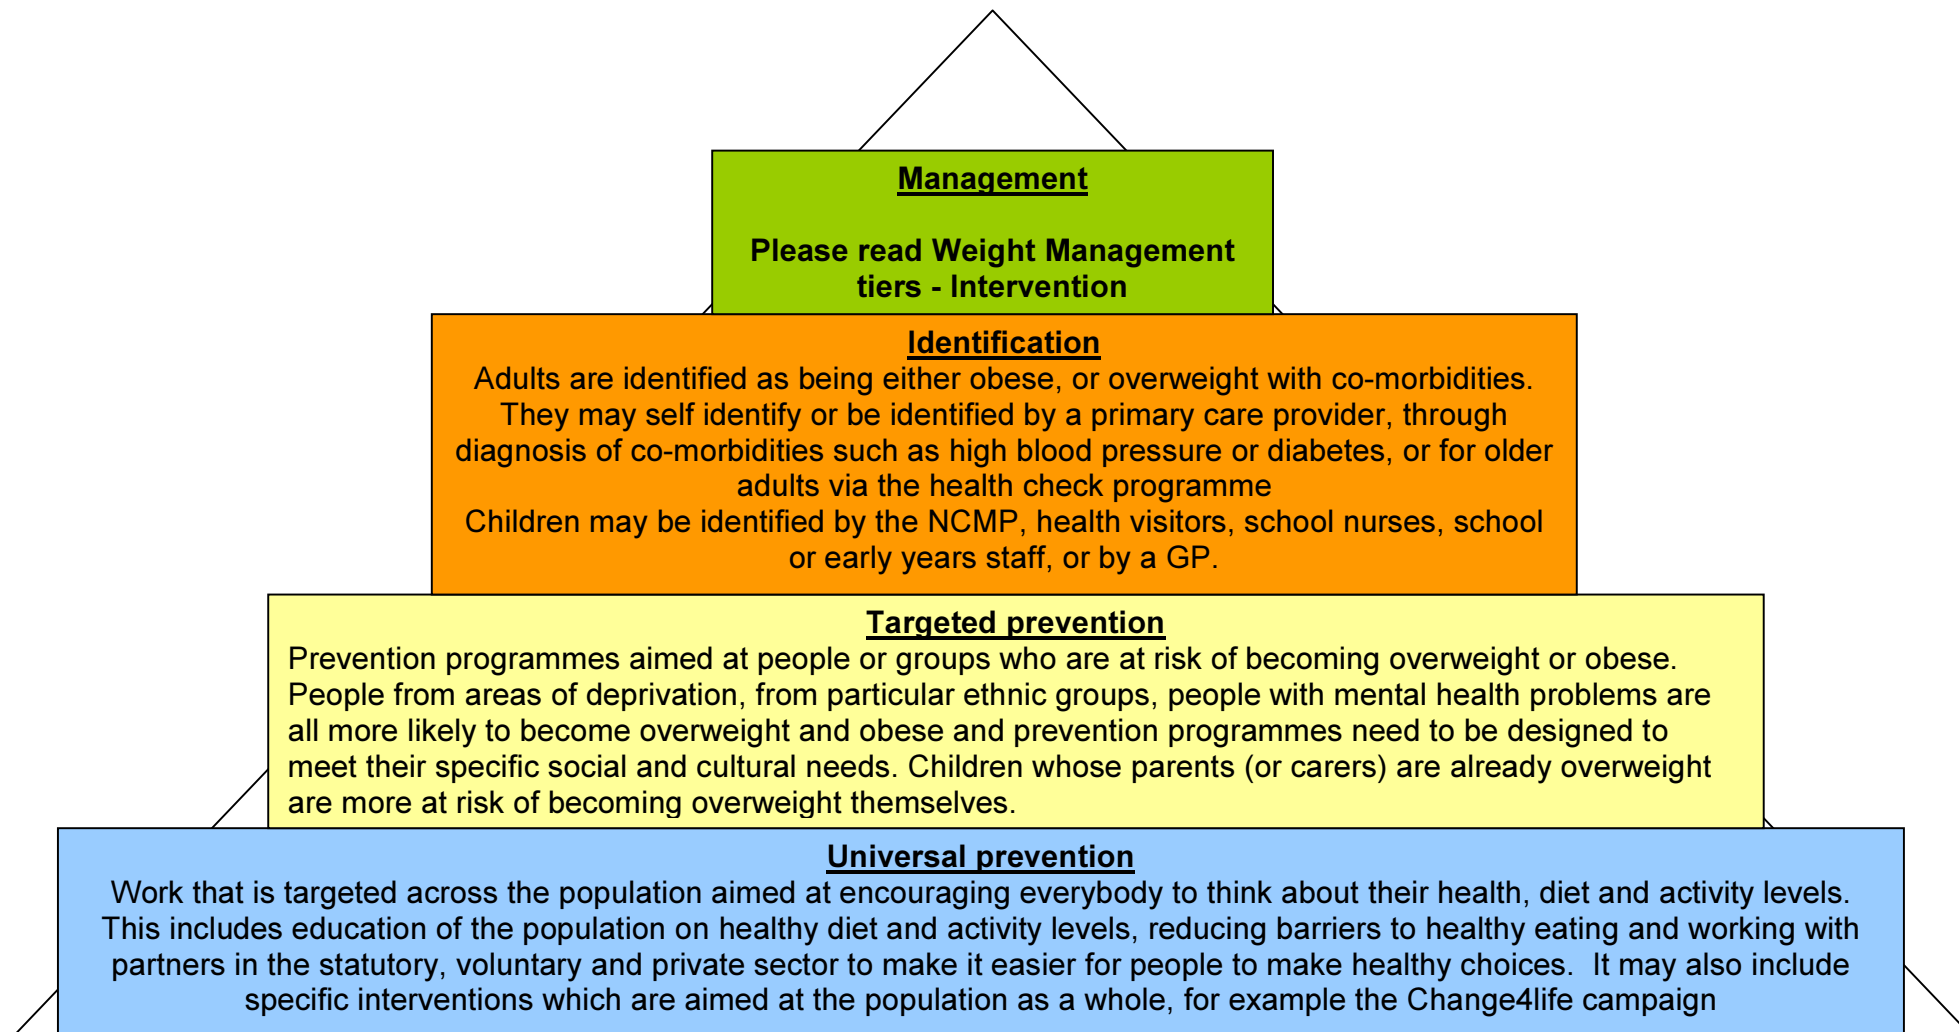 Management
Please read Weight Management
tiers - Intervention
Identification
Adults are identified as being either obese, or overweight with co-morbidities.
They may self identify or be identified by a primary care provider, through
diagnosis of co-morbidities such as high blood pressure or diabetes, or for older
adults via the health check programme
Children may be identified by the NCMP, health visitors, school nurses, school
or early years staff, or by a GP.
Targeted prevention
Prevention programmes aimed at people or groups who are at risk of becoming overweight or obese.
People from areas of deprivation, from particular ethnic groups, people with mental health problems are
all more likely to become overweight and obese and prevention programmes need to be designed to
meet their specific social and cultural needs. Children whose parents (or carers) are already overweight
are more at risk of becoming overweight themselves.
Universal prevention
Work that is targeted across the population aimed at encouraging everybody to think about their health, diet and activity levels.
This includes education of the population on healthy diet and activity levels, reducing barriers to healthy eating and working with
partners in the statutory, voluntary and private sector to make it easier for people to make healthy choices.  It may also include
specific interventions which are aimed at the population as a whole, for example the Change4life campaign